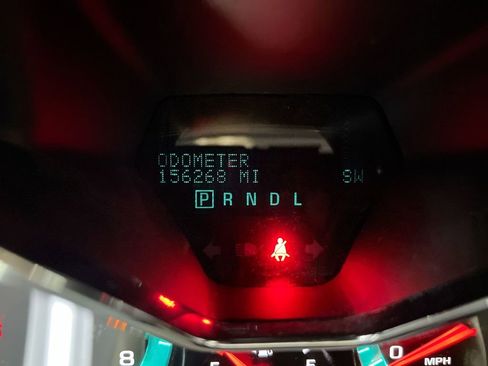 ODOMETER
156268 MI SW
P R N D L
8
0
MPH